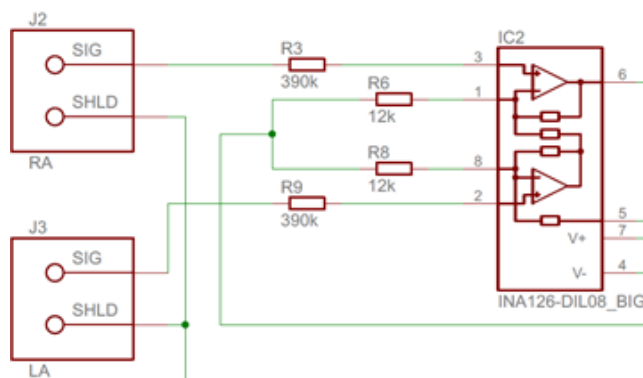 J2
SIG
SHLD
RA
R3
390k
R6
12k
R8
12k
R9
390k
J3
SIG
SHLD
LA
IC2
3
1
8
2
6
5
7
4
V+
V-
INA126-DIL08_BIG